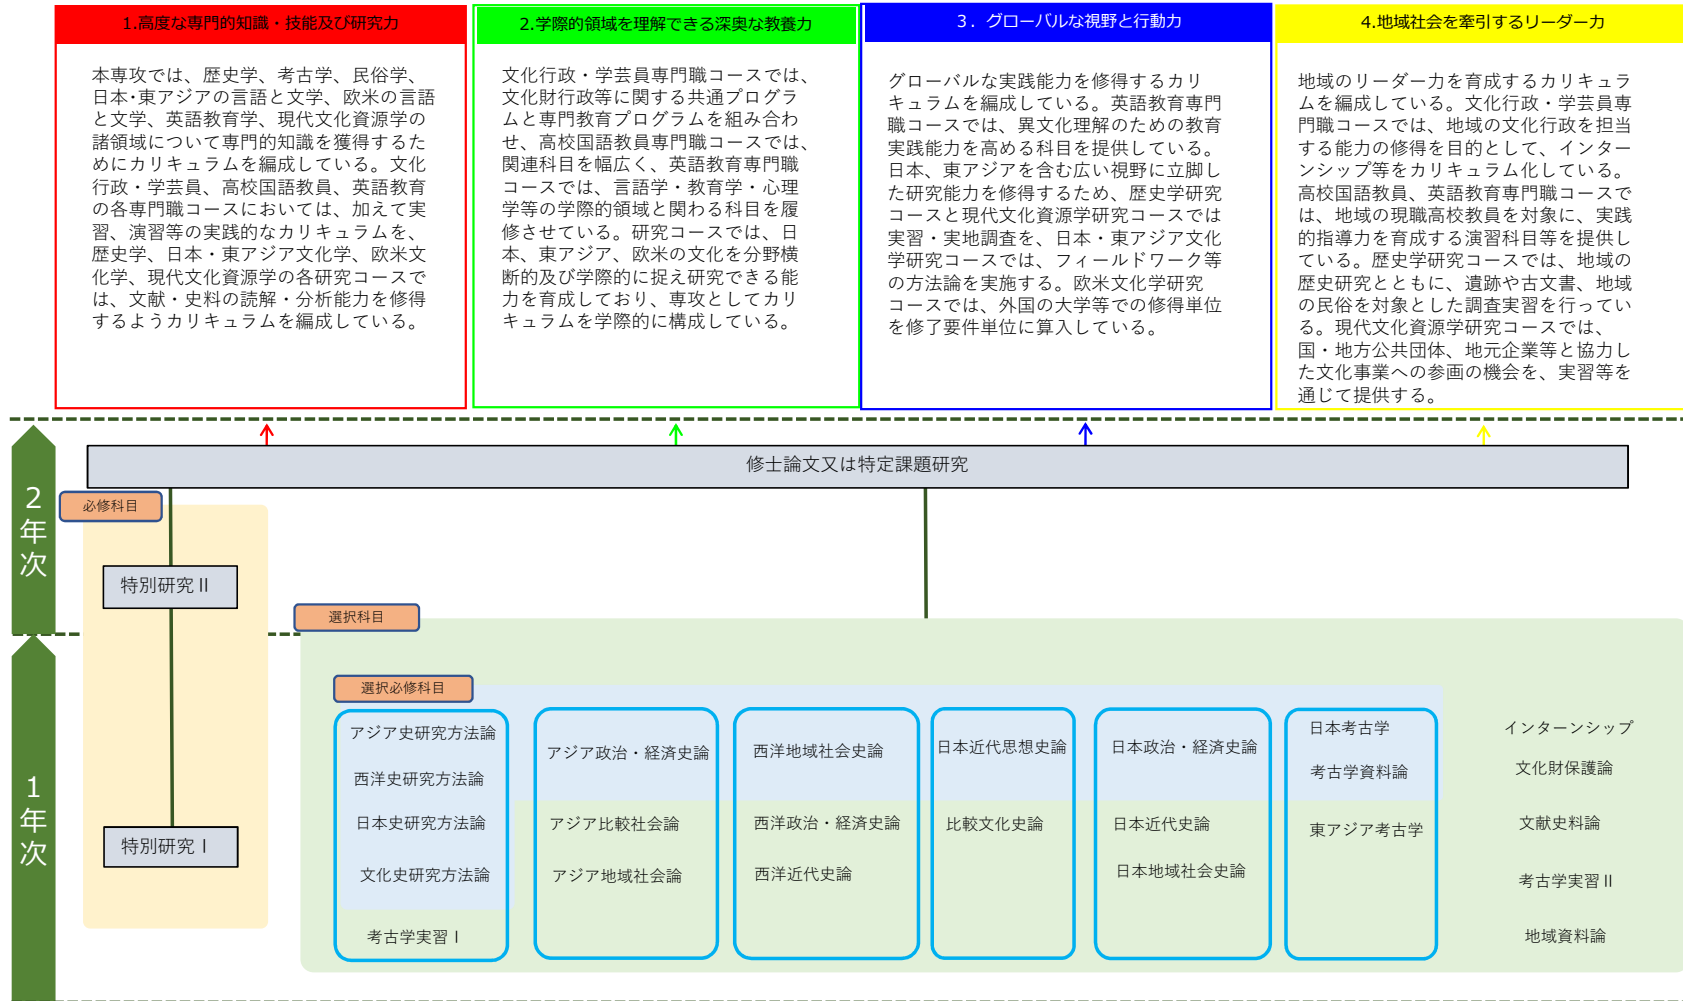 1.高度な専門的知識・技能及び研究力
本専攻では、歴史学、考古学、民俗学、
日本・東アジアの言語と文学、欧米の言語
と文学、英語教育学、現代文化資源学の
諸領域について専門的知識を獲得するた
めにカリキュラムを編成している。文化
行政・学芸員、高校国語教員、英語教育
の各専門職コースにおいては、加えて実
習、演習等の実践的なカリキュラムを、
歴史学、日本・東アジア文化学、欧米文
化学、現代文化資源学の各研究コースで
は、文献・史料の読解・分析能力を修得
するようカリキュラムを編成している。
2.学際的領域を理解できる深奥な教養力
文化行政・学芸員専門職コースでは、
文化財行政等に関する共通プログラ
ムと専門教育プログラムを組み合わ
せ、高校国語教員専門職コースでは、
関連科目を幅広く、英語教育専門職
コースでは、言語学・教育学・心理
学等の学際的領域と関わる科目を履
修させている。研究コースでは、日
本、東アジア、欧米の文化を分野横
断的及び学際的に捉え研究できる能
力を育成しており、専攻としてカリ
キュラムを学際的に構成している。
3．グローバルな視野と行動力
グローバルな実践能力を修得するカリ
キュラムを編成している。英語教育専門
職コースでは、異文化理解のための教育
実践能力を高める科目を提供している。
日本、東アジアを含む広い視野に立脚し
た研究能力を修得するため、歴史学研究
コースと現代文化資源学研究コースでは
実習・実地調査を、日本・東アジア文化
学研究コースでは、フィールドワーク等
の方法論を実施する。欧米文化学研究
コースでは、外国の大学等での修得単位
を修了要件単位に算入している。
4.地域社会を牽引するリーダー力
地域のリーダー力を育成するカリキュラ
ムを編成している。文化行政・学芸員専
門職コースでは、地域の文化行政を担当
する能力の修得を目的として、インター
ンシップ等をカリキュラム化している。
高校国語教員、英語教育専門職コースで
は、地域の現職高校教員を対象に、実践
的指導力を育成する演習科目等を提供し
ている。歴史学研究コースでは、地域の
歴史研究とともに、遺跡や古文書、地域
の民俗を対象とした調査実習を行ってい
る。現代文化資源学研究コースでは、
国・地方公共団体、地元企業等と協力し
た文化事業への参画の機会を、実習等を
通じて提供する。
2年次
修士論文又は特定課題研究
必修科目
特別研究Ⅱ
選択科目
1年次
特別研究Ⅰ
選択必修科目
アジア史研究方法論
西洋史研究方法論
日本史研究方法論
文化史研究方法論
考古学実習Ⅰ
アジア政治・経済史論
アジア比較社会論
アジア地域社会論
西洋地域社会史論
西洋政治・経済史論
西洋近代史論
日本近代思想史論
比較文化史論
日本政治・経済史論
日本近代史論
日本地域社会史論
日本考古学
考古学資料論
東アジア考古学
インターンシップ
文化財保護論
文献史料論
考古学実習Ⅱ
地域資料論